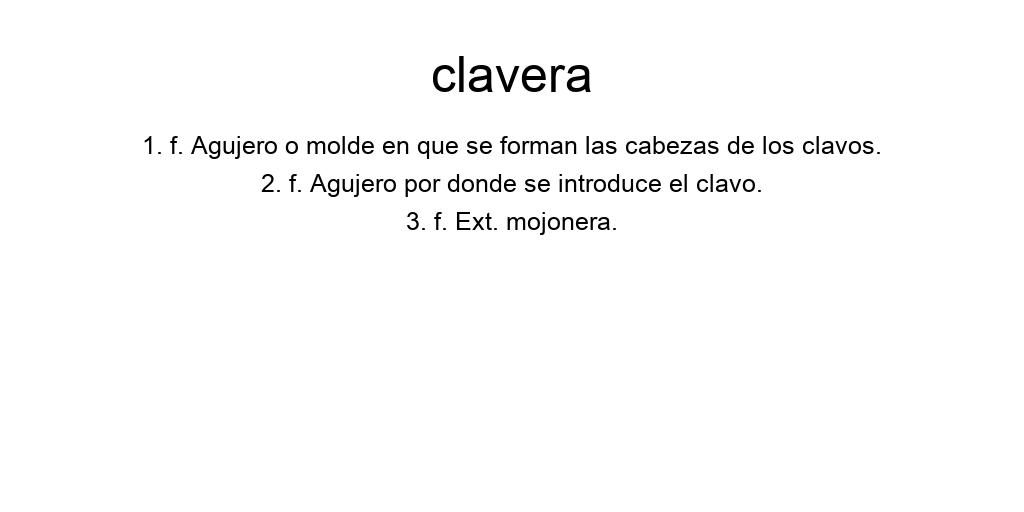 clavera
1. f. Agujero o molde en que se forman las cabezas de los clavos.
2. f. Agujero por donde se introduce el clavo.
3. f. Ext. mojonera.